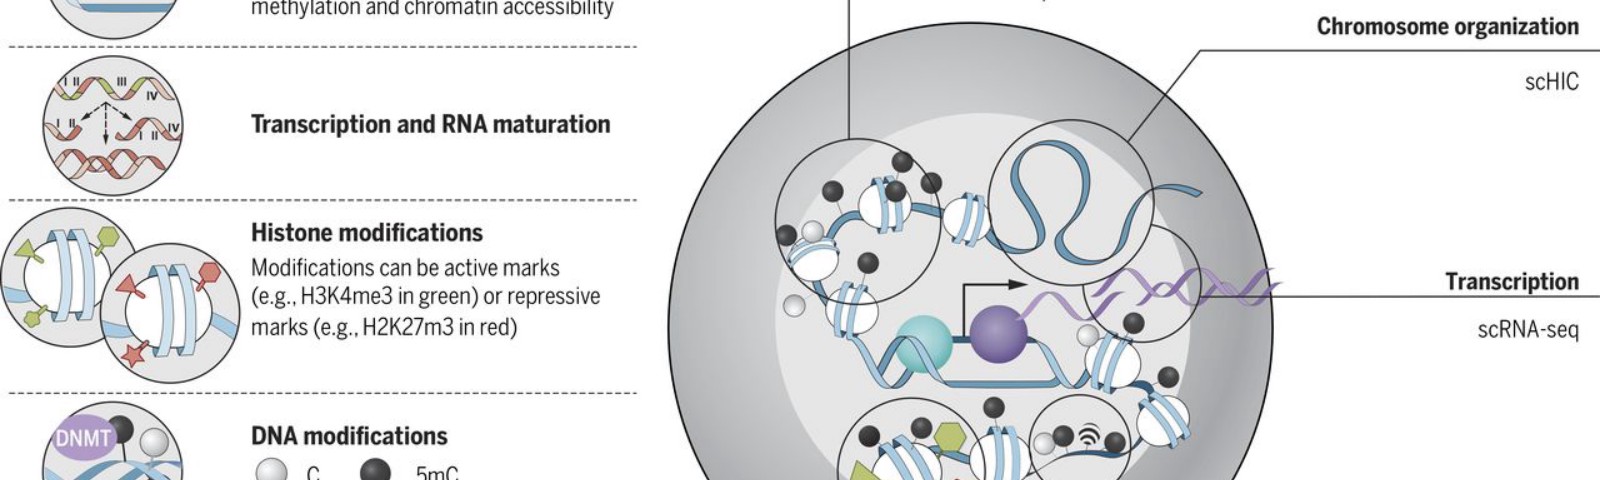 methylation and chromatin accessibility
I II III IV
I II I II IV
Transcription and RNA maturation
Histone modifications
Modifications can be active marks
(e.g., H3K4me3 in green) or repressive
marks (e.g., H2K27m3 in red)
DNMT
DNA modifications
C 5mC
Chromosome organization
scHIC
Transcription
scRNA-seq